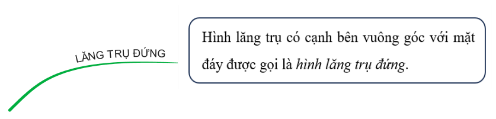 LĂNG TRỤ ĐỨNG
Hình lăng trụ có cạnh bên vuông góc với mặt
đáy được gọi là hình lăng trụ đứng.